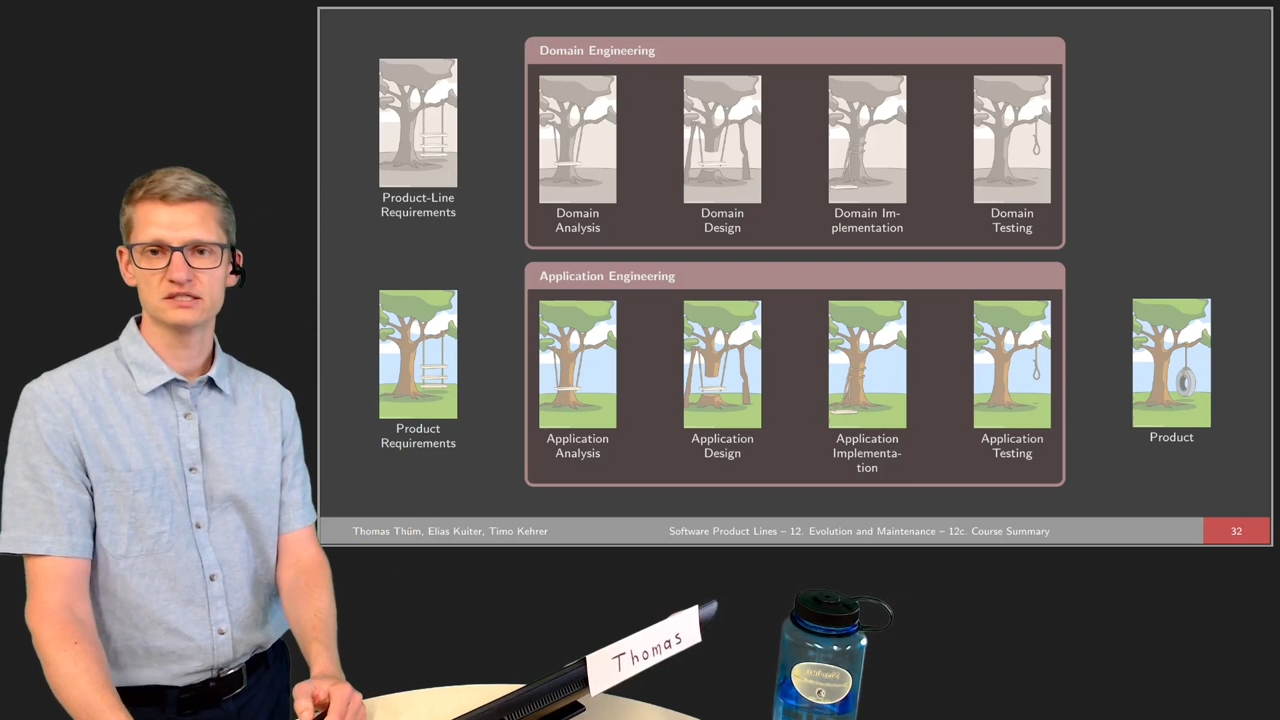 Domain Engineering
Product-Line
Requirements
Domain
Analysis
Domain
Design
Domain Im-
plementation
Domain
Testing
Application Engineering
Product
Requirements
Application
Analysis
Application
Design
Application
Implementa-
tion
Application
Testing
Product
Thomas Thüm, Elias Kuiter, Timo Kehrer
Software Product Lines – 12. Evolution and Maintenance – 12c. Course Summary
32
Thomas